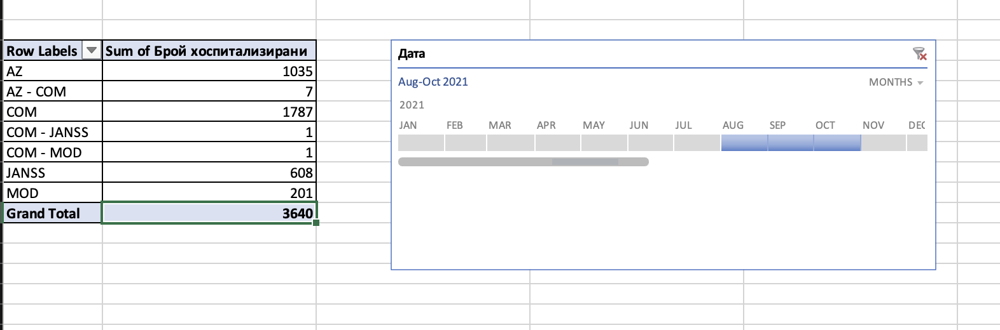 Row Labels Sum of Брой хоспитализирани
AZ 1035
AZ - COM 7
COM 1787
COM - JANSS 1
COM - MOD 1
JANSS 608
MOD 201
Grand Total 3640
Дата
Aug-Oct 2021 MONTHS
2021
JAN FEB MAR APR MAY JUN JUL AUG SEP OCT NOV DEC